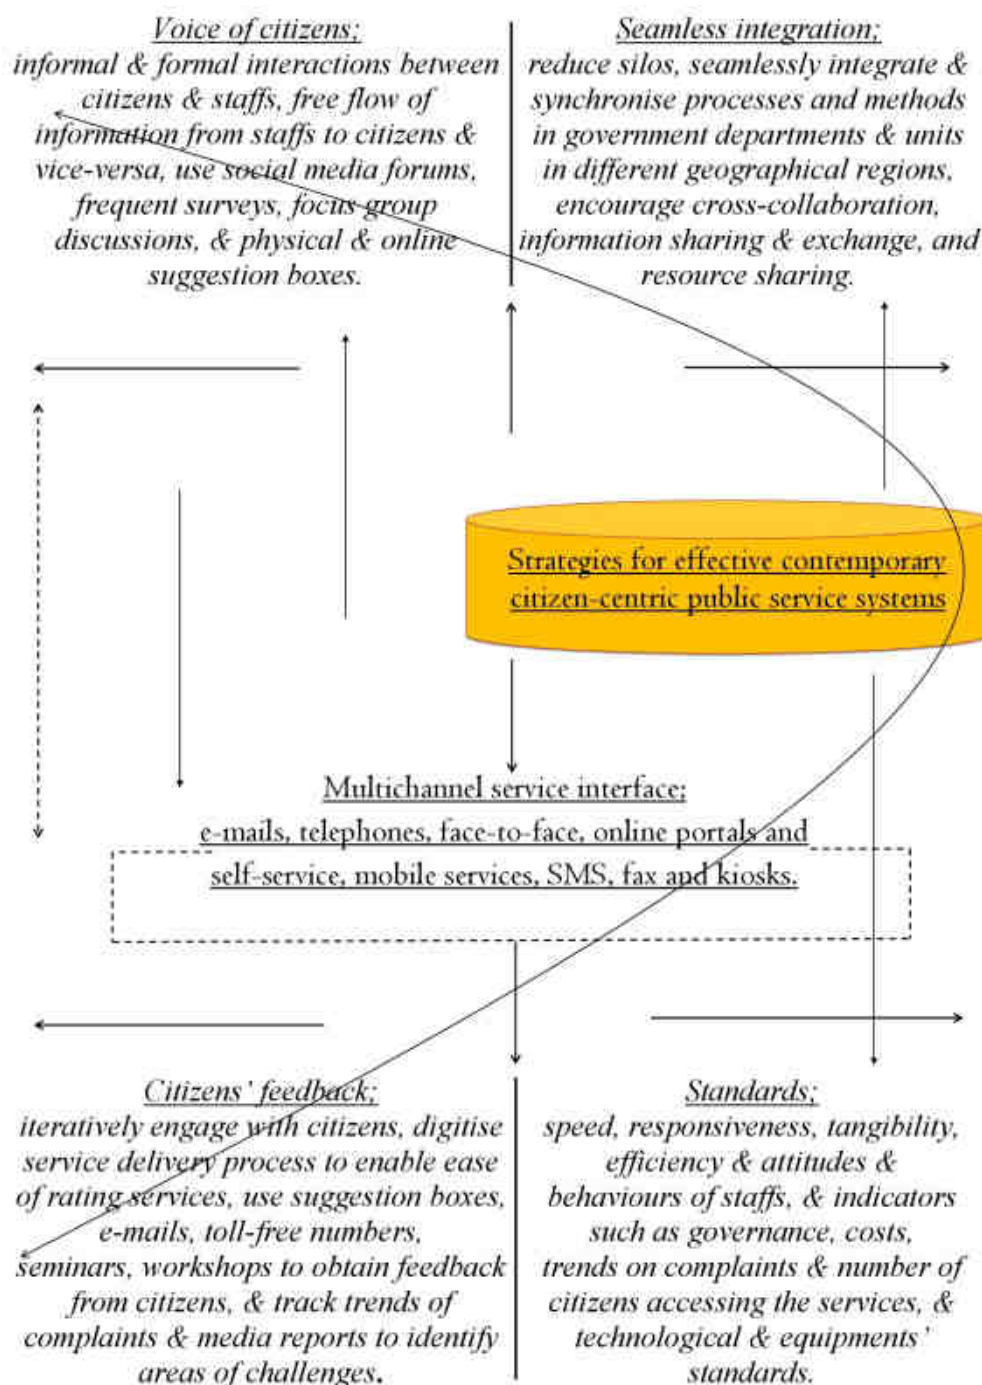 Voice of citizens;
informal & formal interactions between
citizens & staffs, free flow of
information from staffs to citizens &
vice-versa, use social media forums,
frequent surveys, focus group
discussions, & physical & online
suggestion boxes.
Seamless integration;
reduce silos, seamlessly integrate &
synchronise processes and methods
in government departments & units
in different geographical regions,
encourage cross-collaboration,
information sharing & exchange, and
resource sharing.
Strategies for effective contemporary
citizen-centric public service systems
Multichannel service interface;
e-mails, telephones, face-to-face, online portals and
self-service, mobile services, SMS, fax and kiosks.
Citizens' feedback;
iteratively engage with citizens, digitise
service delivery process to enable ease
of rating services, use suggestion boxes,
e-mails, toll-free numbers,
seminars, workshops to obtain feedback
from citizens, & track trends of
complaints & media reports to identify
areas of challenges.
Standards;
speed, responsiveness, tangibility,
efficiency & attitudes &
behaviours of staffs, & indicators
such as governance, costs,
trends on complaints & number of
citizens accessing the services, &
technological & equipments'
standards.